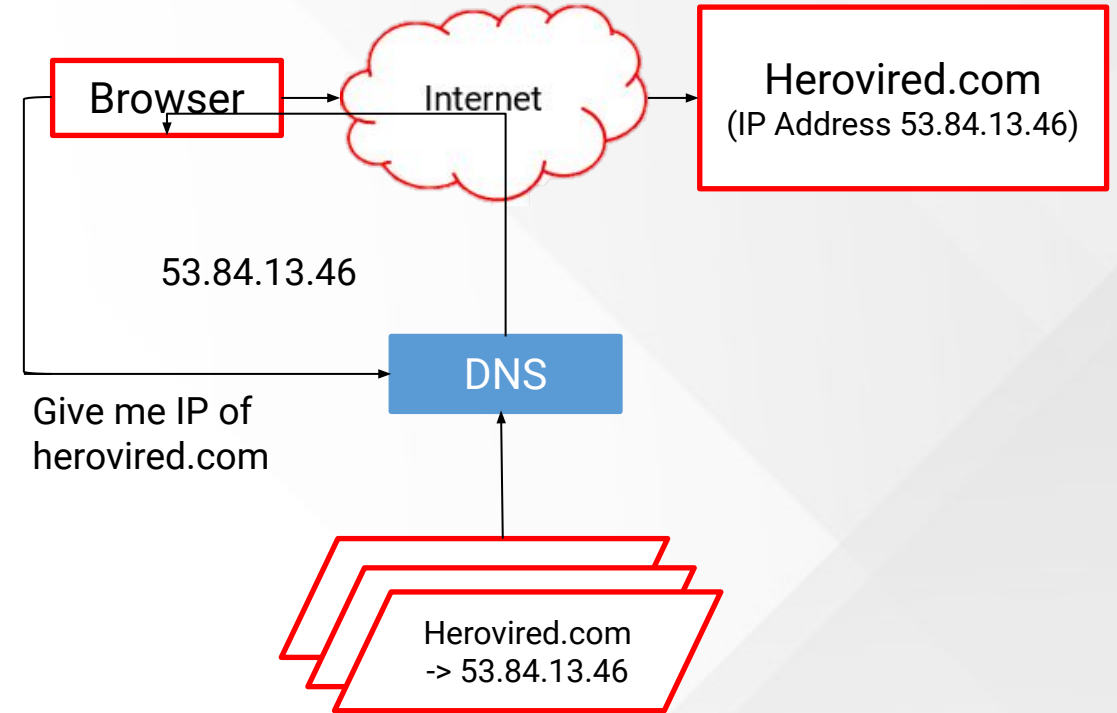 Browser
Internet
Herovired.com
(IP Address 53.84.13.46)
53.84.13.46
DNS
Give me IP of
herovired.com
Herovired.com
-> 53.84.13.46